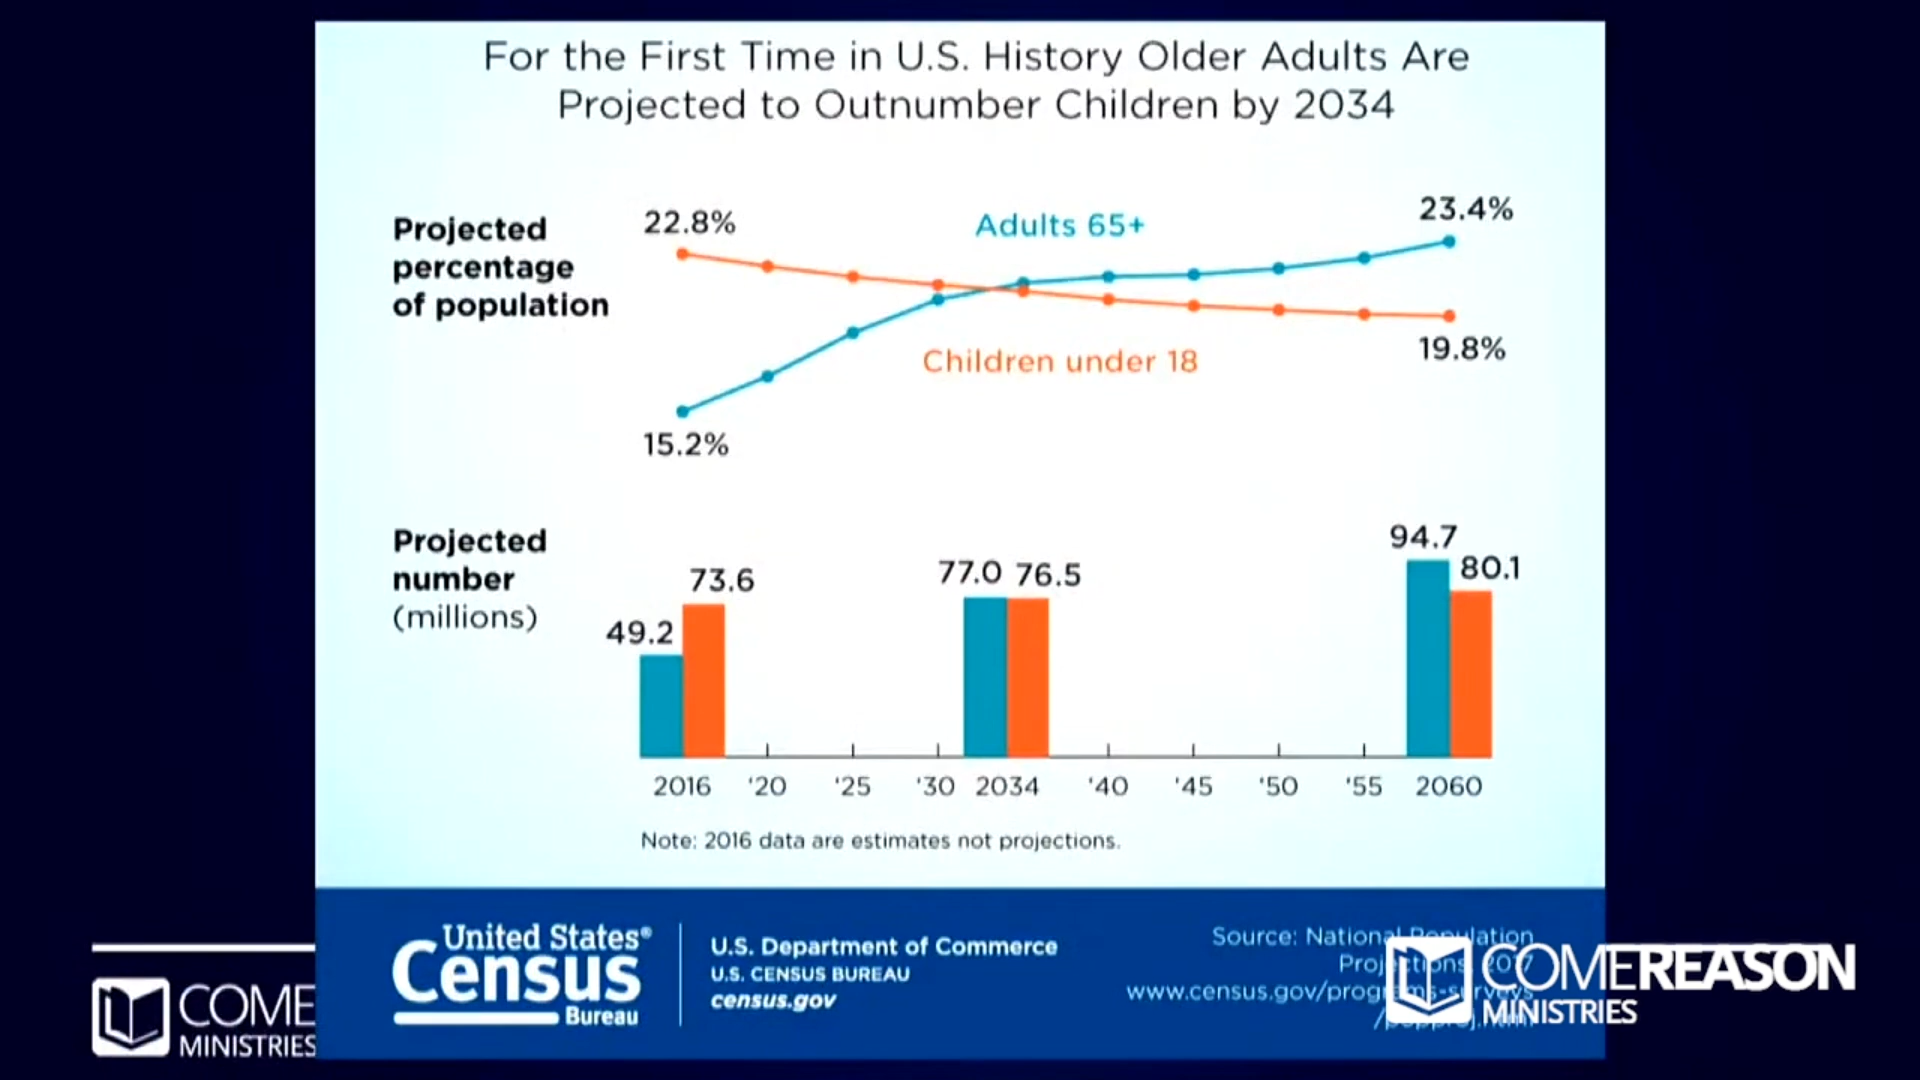 For the First Time in U.S. History Older Adults Are
Projected to Outnumber Children by 2034
Projected
percentage
of population
22.8%
Adults 65+
23.4%
Children under 18
19.8%
15.2%
Projected
number
(millions)
49.2
73.6
77.0
76.5
94.7
80.1
2016 '20 '25 '30 2034 '40 '45 '50 '55 2060
Note: 2016 data are estimates not projections.
United States®
Census
Bureau
U.S. Department of Commerce
U.S. CENSUS BUREAU
census.gov
Source: National Population
Projections 2017
www.census.gov/programs-surveys
COMEREASON
MINISTRIES
COME
MINISTRIES